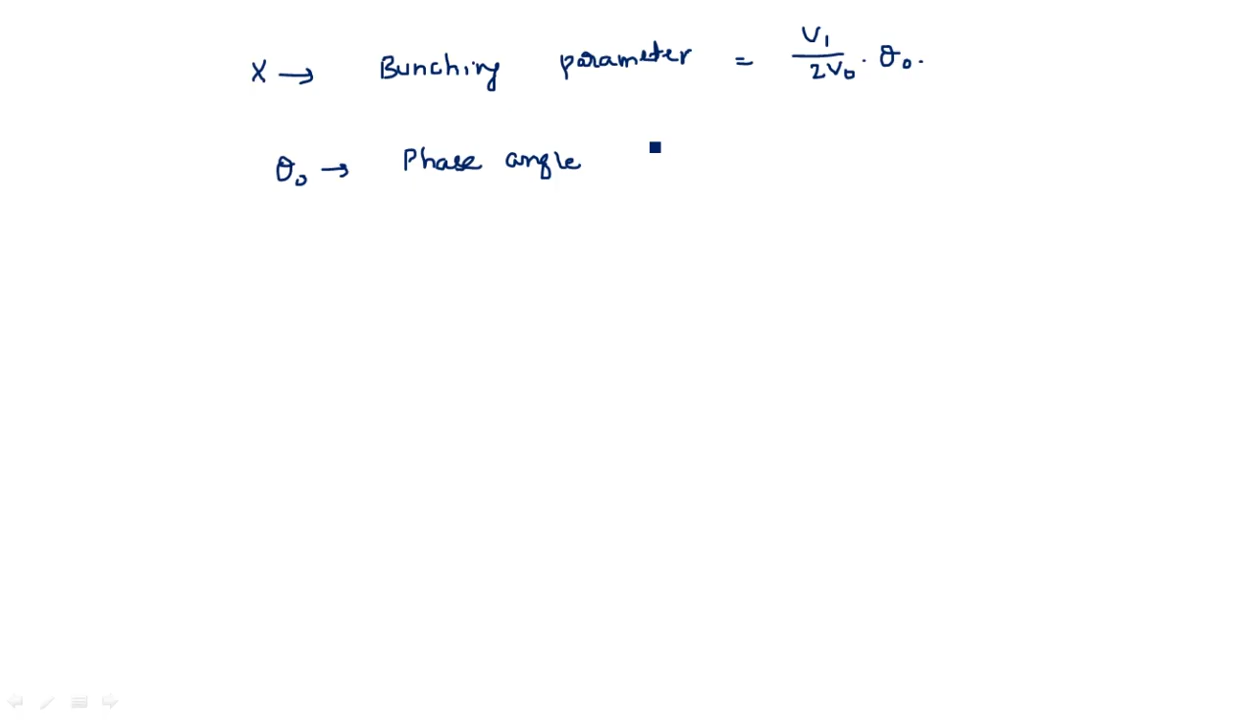 X → Bunching parameter = V₁/2V₀ · θ₀.
θ₀ → Phase angle